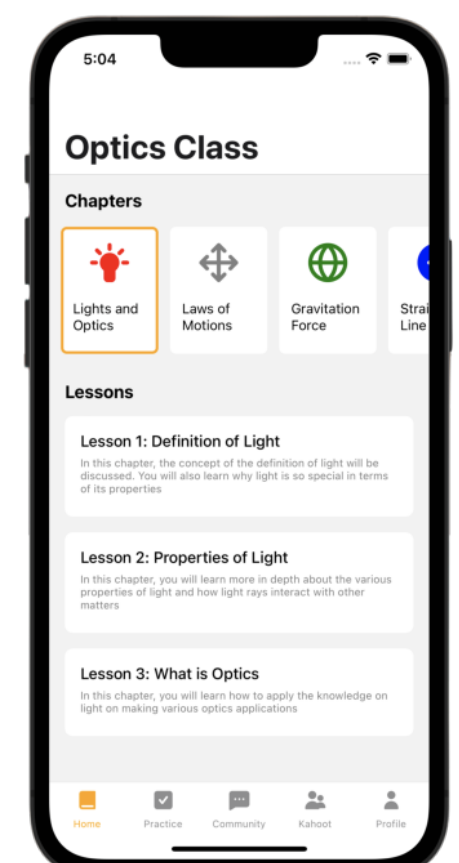 5:04
Optics Class
Chapters
Lights and
Optics
Laws of
Motions
Gravitation
Force
Strai
Line
Lessons
Lesson 1: Definition of Light
In this chapter, the concept of the definition of light will be
discussed. You will also learn why light is so special in terms
of its properties
Lesson 2: Properties of Light
In this chapter, you will learn more in depth about the various
properties of light and how light rays interact with other
matters
Lesson 3: What is Optics
In this chapter, you will learn how to apply the knowledge on
light on making various optics applications
Home
Practice
Community
Kahoot
Profile